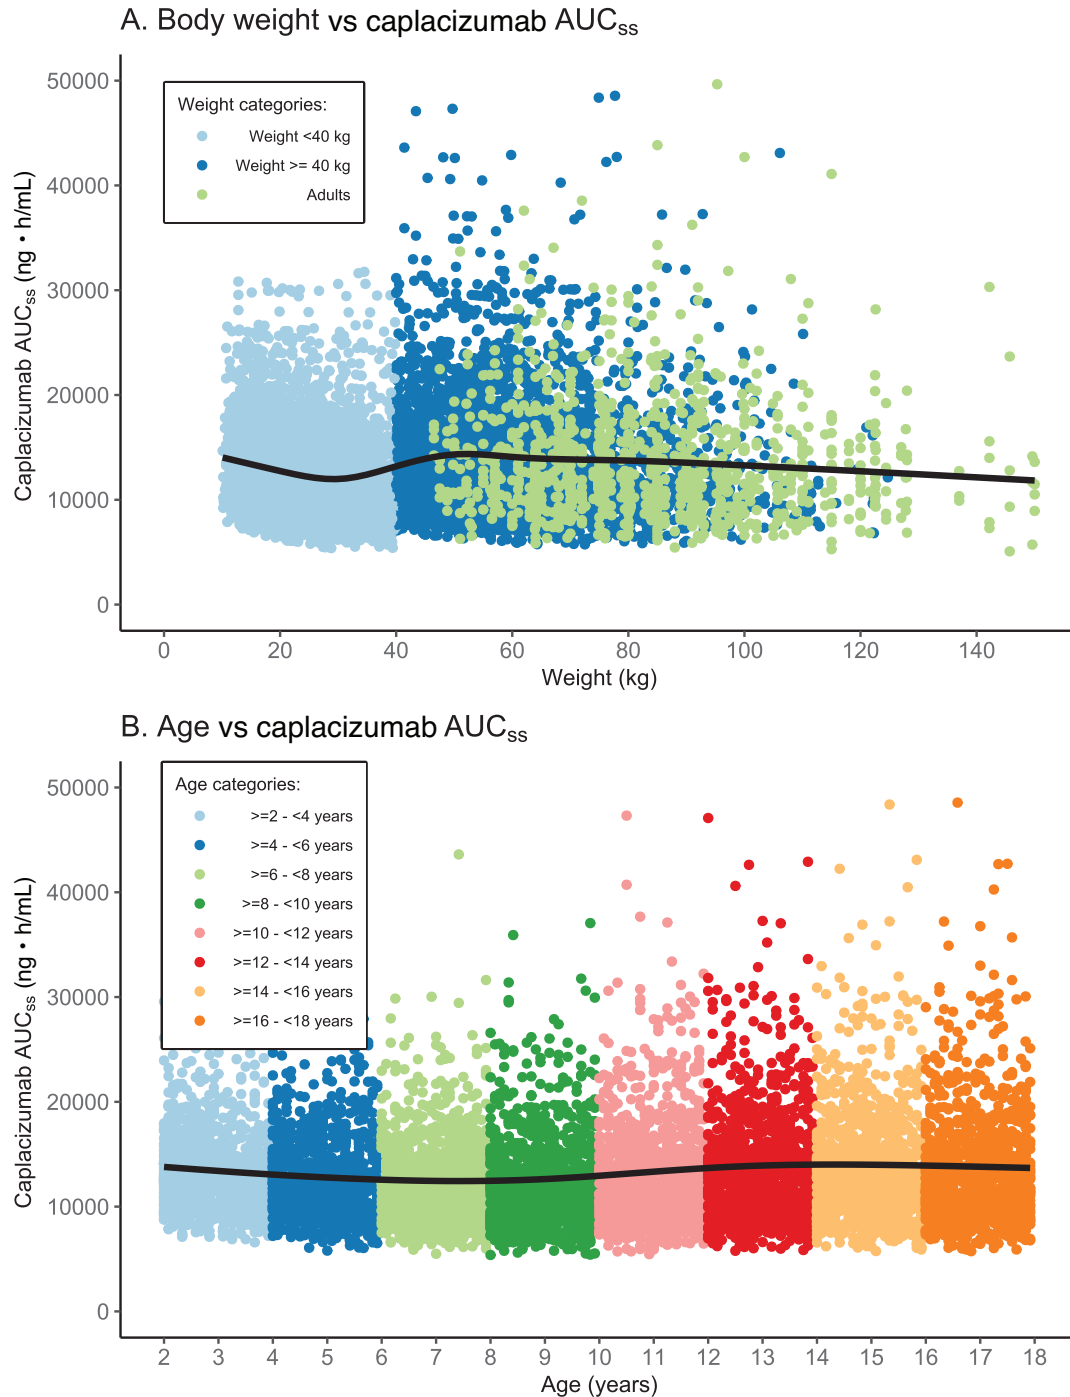 A. Body weight vs caplacizumab AUCss
Caplacizumab AUCss (ng • h/mL)
50000
40000
30000
20000
10000
0
Weight categories:
Weight <40 kg
Weight >= 40 kg
Adults
0 20 40 60 80 100 120 140
Weight (kg)
B. Age vs caplacizumab AUCss
Caplacizumab AUCss (ng • h/mL)
50000
40000
30000
20000
10000
0
Age categories:
>=2 - <4 years
>=4 - <6 years
>=6 - <8 years
>=8 - <10 years
>=10 - <12 years
>=12 - <14 years
>=14 - <16 years
>=16 - <18 years
2 3 4 5 6 7 8 9 10 11 12 13 14 15 16 17 18
Age (years)